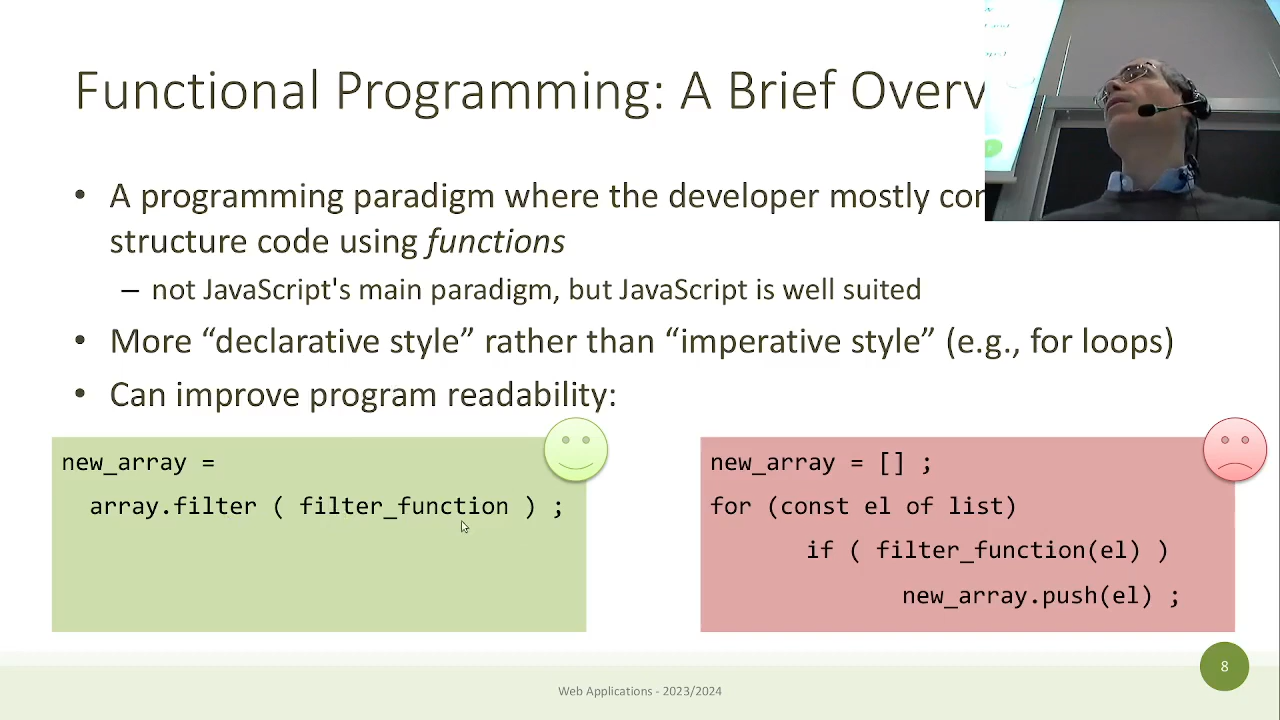 Functional Programming: A Brief Overv
• A programming paradigm where the developer mostly con
structure code using functions
– not JavaScript's main paradigm, but JavaScript is well suited
• More “declarative style” rather than “imperative style” (e.g., for loops)
• Can improve program readability:
new_array =
array.filter ( filter_function ) ;
new_array = [] ;
for (const el of list)
if ( filter_function(el) )
new_array.push(el) ;
8
Web Applications - 2023/2024